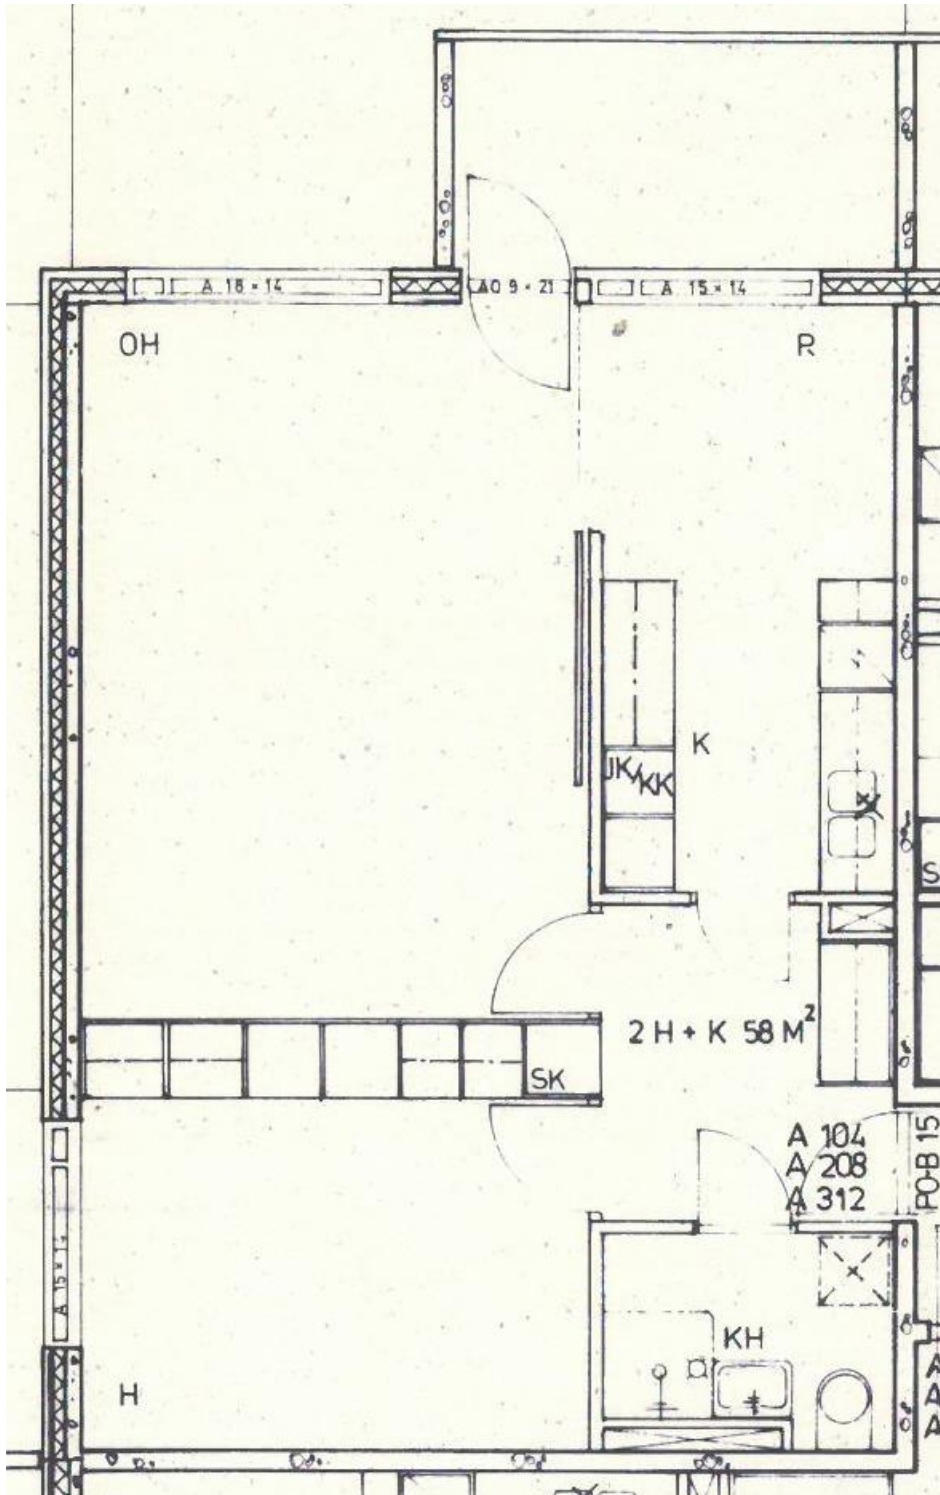 A 18 × 14
AO 9 × 21
A 15 × 14
OH
R
K
JK/KK
S
2 H + K 58 M²
SK
A 104
A 208
A 312
PO-B 15
A 15 × 14
KH
H
A
A
A